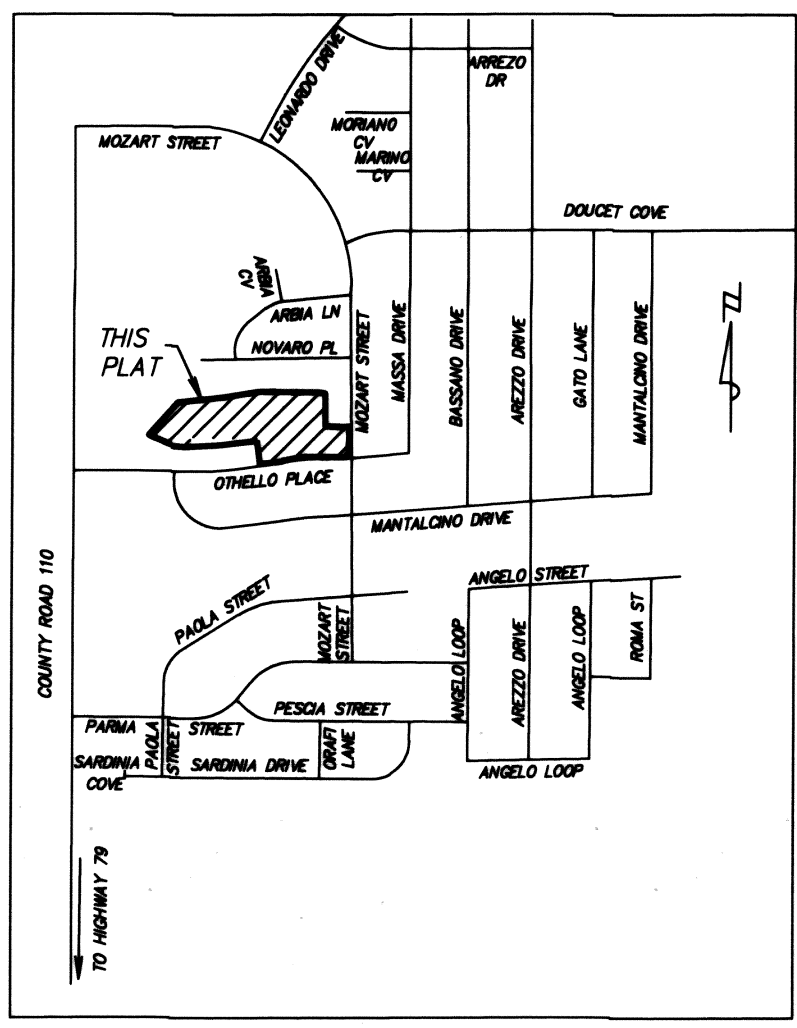 ARREZO
DR
LEONARDO DRIVE
MORIANO
CV
MARINO
CV
MOZART STREET
DOUCET COVE
ARBIA
CV
ARBIA LN
NOVARO PL
THIS
PLAT
MOZART STREET
MASSA DRIVE
BASSANO DRIVE
AREZZO DRIVE
GATO LANE
MANTALCINO DRIVE
N
OTHELLO PLACE
MANTALCINO DRIVE
COUNTY ROAD 110
ANGELO STREET
PAOLA STREET
MOZART
STREET
ANGELO LOOP
AREZZO DRIVE
ANGELO LOOP
ROMA ST
PESCIA STREET
PARMA STREET
PAOLA
STREET
ORAFI
LANE
SARDINIA
COVE
SARDINIA DRIVE
ANGELO LOOP
TO HIGHWAY 79